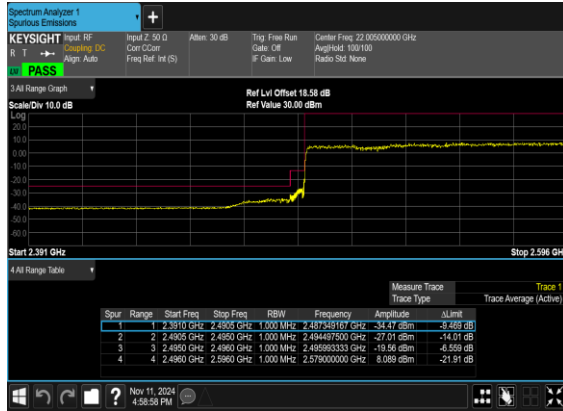 Spectrum Analyzer 1
Spurious Emissions
+
KEYSIGHT Input: RF Input Z: 50 Ω Atten: 30 dB Trig: Free Run Center Freq: 22.005000000 GHz
R T Coupling: DC Corr CCorr Gate: Off Avg|Hold: 100/100
Align: Auto Freq Ref: Int (S) IF Gain: Low Radio Std: None
PASS
3 All Range Graph Ref Lvl Offset 18.58 dB
Scale/Div 10.0 dB Ref Value 30.00 dBm
Log
20.0
10.0
0.00
-10.0
-20.0
-30.0
-40.0
-50.0
-60.0
Start 2.391 GHz Stop 2.596 GH
4 All Range Table
Measure Trace Trace 1
Trace Type Trace Average (Active)
Spur Range Start Freq Stop Freq RBW Frequency Amplitude ΔLimit
1 1 2.3910 GHz 2.4905 GHz 1.000 MHz 2.487349167 GHz -34.47 dBm -9.469 dB
2 2 2.4905 GHz 2.4950 GHz 1.000 MHz 2.494497500 GHz -27.01 dBm -14.01 dB
3 3 2.4950 GHz 2.4960 GHz 1.000 MHz 2.495993333 GHz -19.56 dBm -6.559 dB
4 4 2.4960 GHz 2.5960 GHz 1.000 MHz 2.579000000 GHz 8.089 dBm -21.91 dB
? Nov 11, 2024
4:58:58 PM